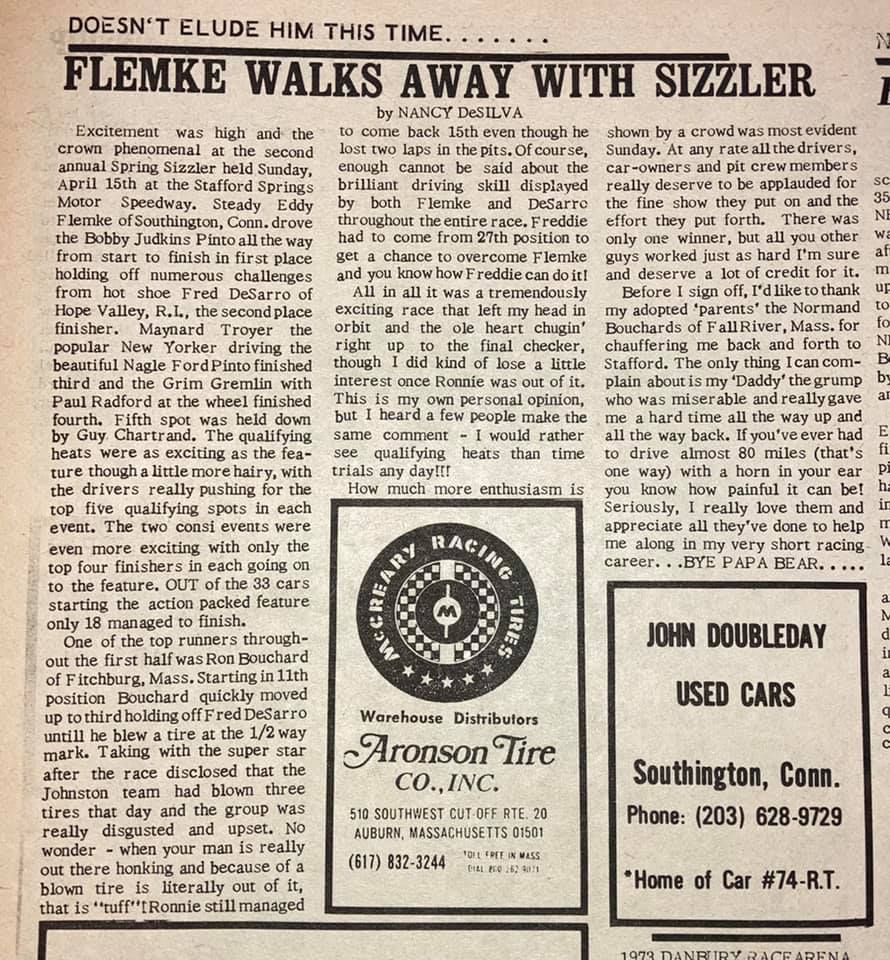 DOESN'T ELUDE HIM THIS TIME.......
FLEMKE WALKS AWAY WITH SIZZLER
by NANCY DeSILVA
Excitement was high and the
crown phenomenal at the second
annual Spring Sizzler held Sunday,
April 15th at the Stafford Springs
Motor Speedway. Steady Eddy
Flemke of Southington, Conn. drove
the Bobby Judkins Pinto all the way
from start to finish in first place
holding off numerous challenges
from hot shoe Fred DeSarro of
Hope Valley, R.I., the second place
finisher. Maynard Troyer the
popular New Yorker driving the
beautiful Nagle Ford Pinto finished
third and the Grim Gremlin with
Paul Radford at the wheel finished
fourth. Fifth spot was held down
by Guy Chartrand. The qualifying
heats were as exciting as the fea-
ture though a little more hairy, with
the drivers really pushing for the
top five qualifying spots in each
event. The two consi events were
even more exciting with only the
top four finishers in each going on
to the feature. OUT of the 33 cars
starting the action packed feature
only 18 managed to finish.
One of the top runners through-
out the first half was Ron Bouchard
of Fitchburg, Mass. Starting in 11th
position Bouchard quickly moved
up to third holding off Fred DeSarro
untill he blew a tire at the 1/2 way
mark. Taking with the super star
after the race disclosed that the
Johnston team had blown three
tires that day and the group was
really disgusted and upset. No
wonder - when your man is really
out there honking and because of a
blown tire is literally out of it,
that is "tuff"! Ronnie still managed
to come back 15th even though he
lost two laps in the pits. Of course,
enough cannot be said about the
brilliant driving skill displayed
by both Flemke and DeSarro
throughout the entire race. Freddie
had to come from 27th position to
get a chance to overcome Flemke
and you know how Freddie can do it!
All in all it was a tremendously
exciting race that left my head in
orbit and the ole heart chugin'
right up to the final checker,
though I did kind of lose a little
interest once Ronnie was out of it.
This is my own personal opinion,
but I heard a few people make the
same comment - I would rather
see qualifying heats than time
trials any day!!!
How much more enthusiasm is
shown by a crowd was most evident
Sunday. At any rate all the drivers,
car-owners and pit crew members
really deserve to be applauded for
the fine show they put on and the
effort they put forth. There was
only one winner, but all you other
guys worked just as hard I'm sure
and deserve a lot of credit for it.
Before I sign off, I'd like to thank
my adopted 'parents' the Normand
Bouchards of Fall River, Mass. for
chauffering me back and forth to
Stafford. The only thing I can com-
plain about is my 'Daddy' the grump
who was miserable and really gave
me a hard time all the way up and
all the way back. If you've ever had
to drive almost 80 miles (that's
one way) with a horn in your ear
you know how painful it can be!
Seriously, I really love them and
appreciate all they've done to help
me along in my very short racing
career...BYE PAPA BEAR.....
McCREARY RACING TIRES
M
Warehouse Distributors
Aronson Tire
CO., INC.
510 SOUTHWEST CUT-OFF RTE. 20
AUBURN, MASSACHUSETTS 01501
(617) 832-3244
TOLL FREE IN MASS.
JOHN DOUBLEDAY
USED CARS
Southington, Conn.
Phone: (203) 628-9729
*Home of Car #74-R.T.
1973 DANBURY RACEARENA